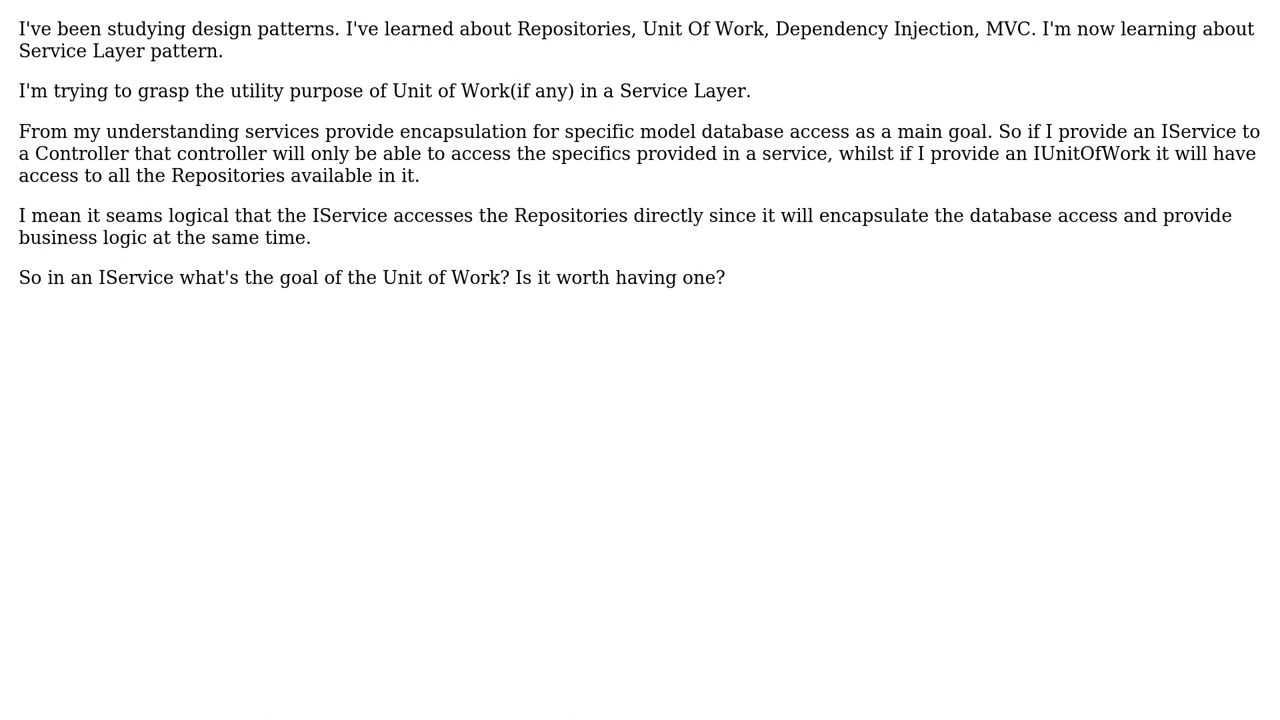 I've been studying design patterns. I've learned about Repositories, Unit Of Work, Dependency Injection, MVC. I'm now learning about
Service Layer pattern.
I'm trying to grasp the utility purpose of Unit of Work(if any) in a Service Layer.
From my understanding services provide encapsulation for specific model database access as a main goal. So if I provide an IService to
a Controller that controller will only be able to access the specifics provided in a service, whilst if I provide an IUnitOfWork it will have
access to all the Repositories available in it.
I mean it seams logical that the IService accesses the Repositories directly since it will encapsulate the database access and provide
business logic at the same time.
So in an IService what's the goal of the Unit of Work? Is it worth having one?